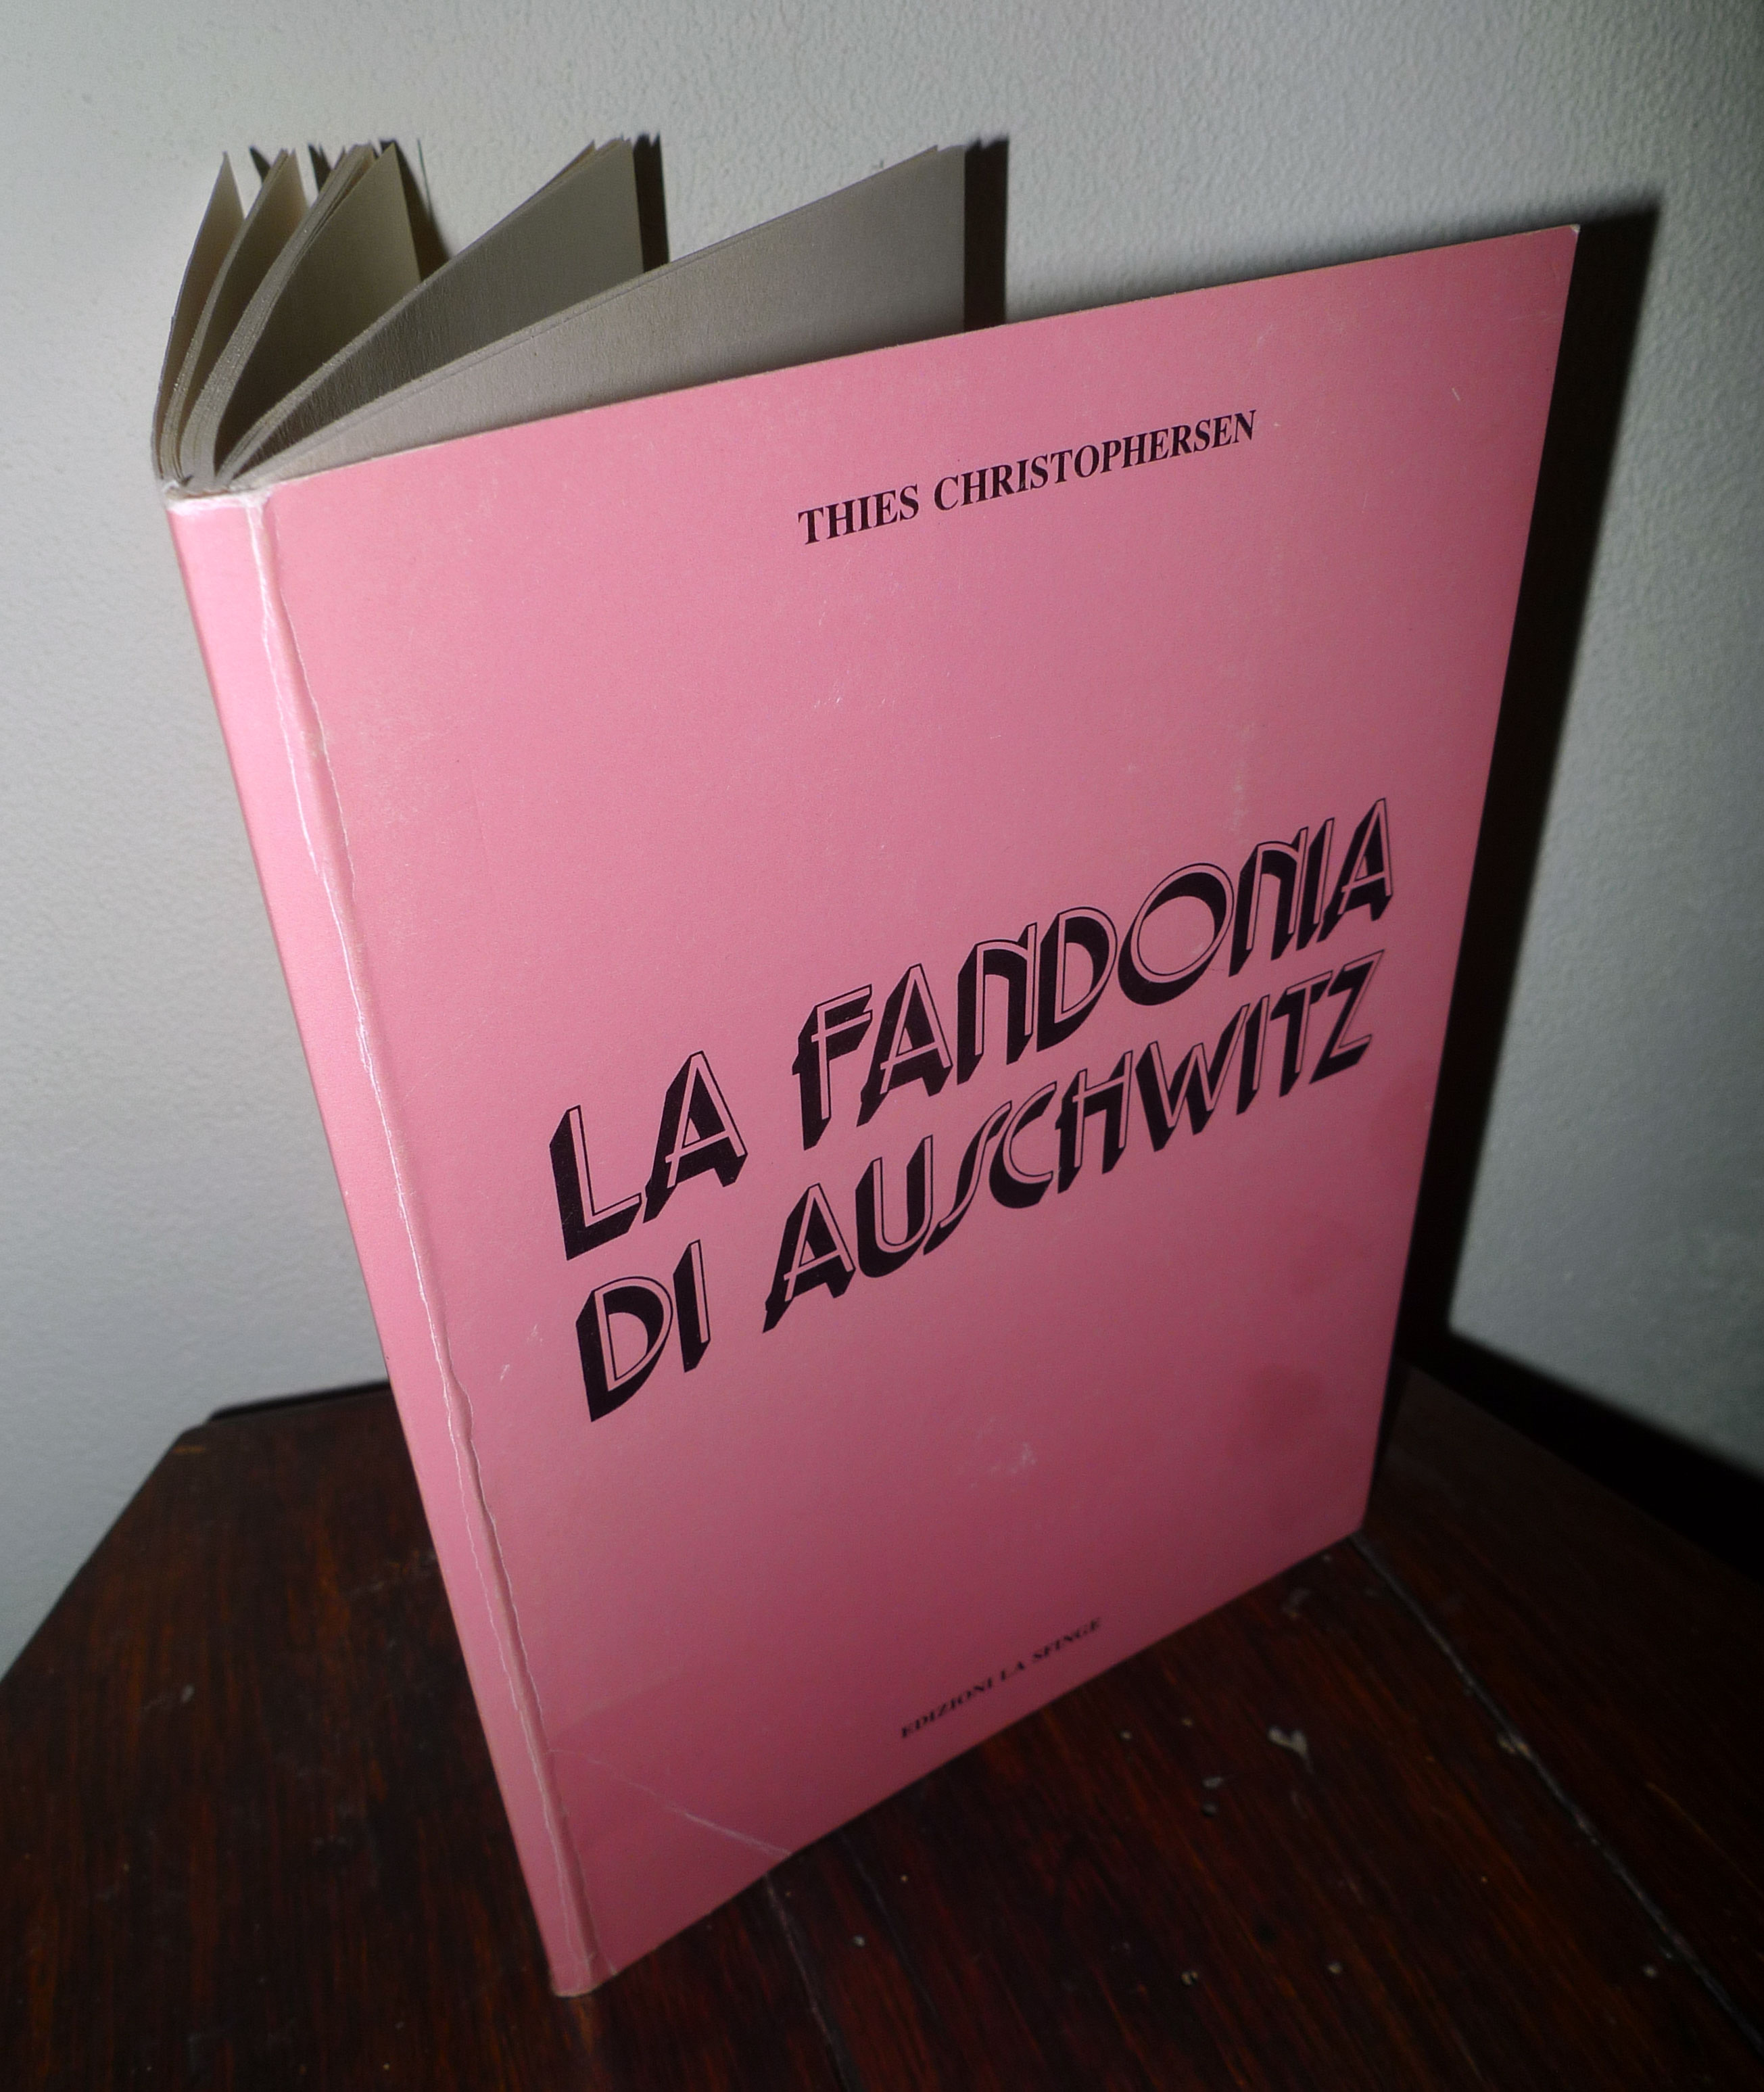 THIES CHRISTOPHERSEN
LA FANDONIA
DI AUSCHWITZ
EDIZIONI LA SFINGE